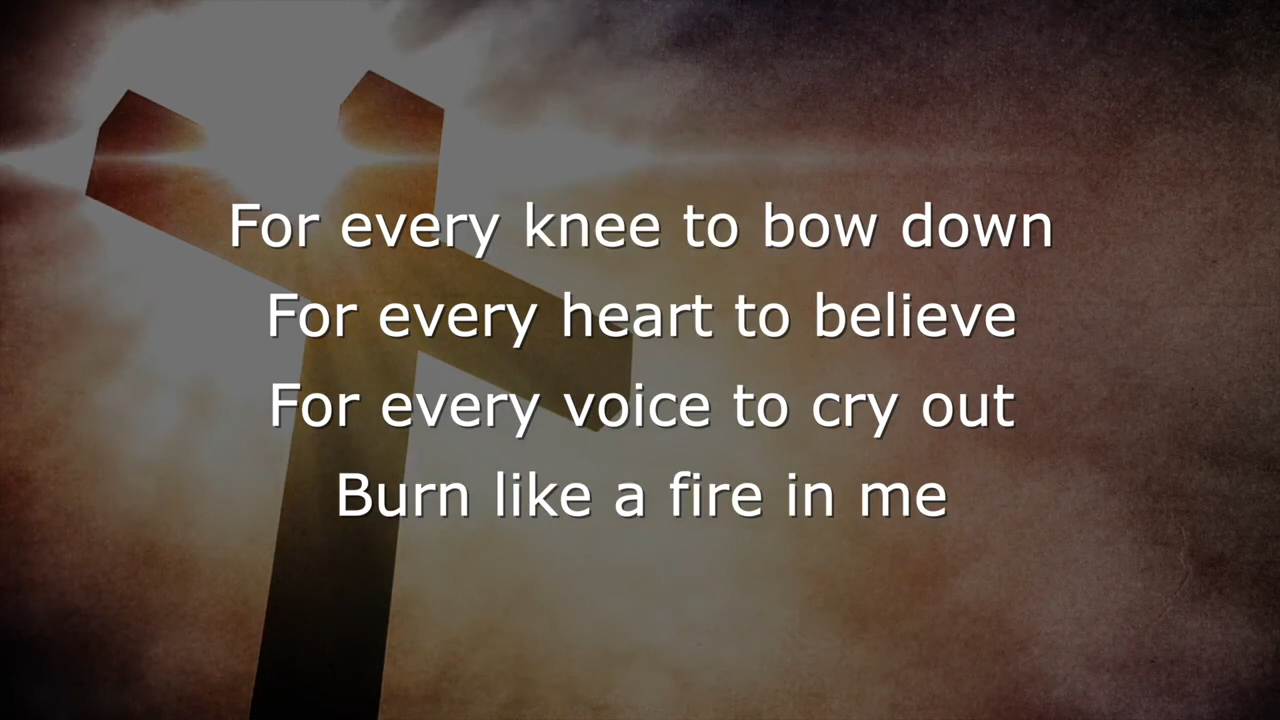 For every knee to bow down
For every heart to believe
For every voice to cry out
Burn like a fire in me